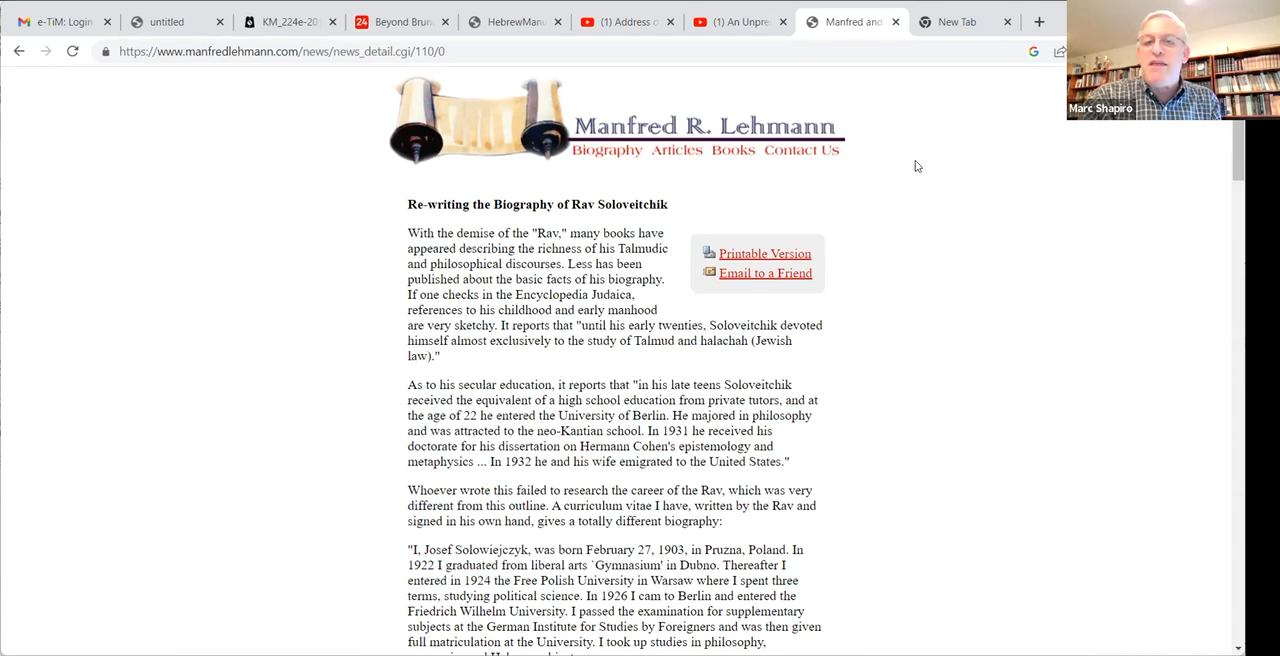 e-TiM: Login
untitled
KM_224e-20
24 Beyond Brun
HebrewManu
(1) Address o
(1) An Unpre
Manfred and
New Tab
https://www.manfredlehmann.com/news/news_detail.cgi/110/0
Marc Shapiro
Manfred R. Lehmann
Biography Articles Books Contact Us
Re-writing the Biography of Rav Soloveitchik
With the demise of the "Rav," many books have
appeared describing the richness of his Talmudic
and philosophical discourses. Less has been
published about the basic facts of his biography.
If one checks in the Encyclopedia Judaica,
references to his childhood and early manhood
are very sketchy. It reports that "until his early twenties, Soloveitchik devoted
himself almost exclusively to the study of Talmud and halachah (Jewish
law)."
Printable Version
Email to a Friend
As to his secular education, it reports that "in his late teens Soloveitchik
received the equivalent of a high school education from private tutors, and at
the age of 22 he entered the University of Berlin. He majored in philosophy
and was attracted to the neo-Kantian school. In 1931 he received his
doctorate for his dissertation on Hermann Cohen's epistemology and
metaphysics ... In 1932 he and his wife emigrated to the United States."
Whoever wrote this failed to research the career of the Rav, which was very
different from this outline. A curriculum vitae I have, written by the Rav and
signed in his own hand, gives a totally different biography:
"I, Josef Solowiejczyk, was born February 27, 1903, in Pruzna, Poland. In
1922 I graduated from liberal arts `Gymnasium' in Dubno. Thereafter I
entered in 1924 the Free Polish University in Warsaw where I spent three
terms, studying political science. In 1926 I cam to Berlin and entered the
Friedrich Wilhelm University. I passed the examination for supplementary
subjects at the German Institute for Studies by Foreigners and was then given
full matriculation at the University. I took up studies in philosophy,